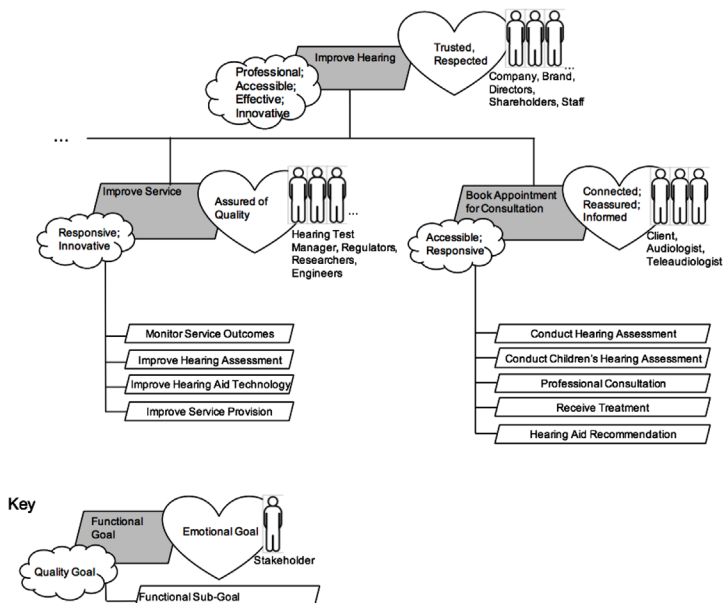 Improve Hearing
Trusted,
Respected
Professional;
Accessible;
Effective;
Innovative
...
Company, Brand,
Directors,
Shareholders, Staff
...
Improve Service
Assured of
Quality
...
Responsive;
Innovative
Hearing Test
Manager, Regulators,
Researchers,
Engineers
Book Appointment
for Consultation
Connected;
Reassured;
Informed
Accessible;
Responsive
Client,
Audiologist,
Teleaudiologist
Monitor Service Outcomes
Improve Hearing Assessment
Improve Hearing Aid Technology
Improve Service Provision
Conduct Hearing Assessment
Conduct Children's Hearing Assessment
Professional Consultation
Receive Treatment
Hearing Aid Recommendation
Key
Functional
Goal
Emotional Goal
Stakeholder
Quality Goal
Functional Sub-Goal